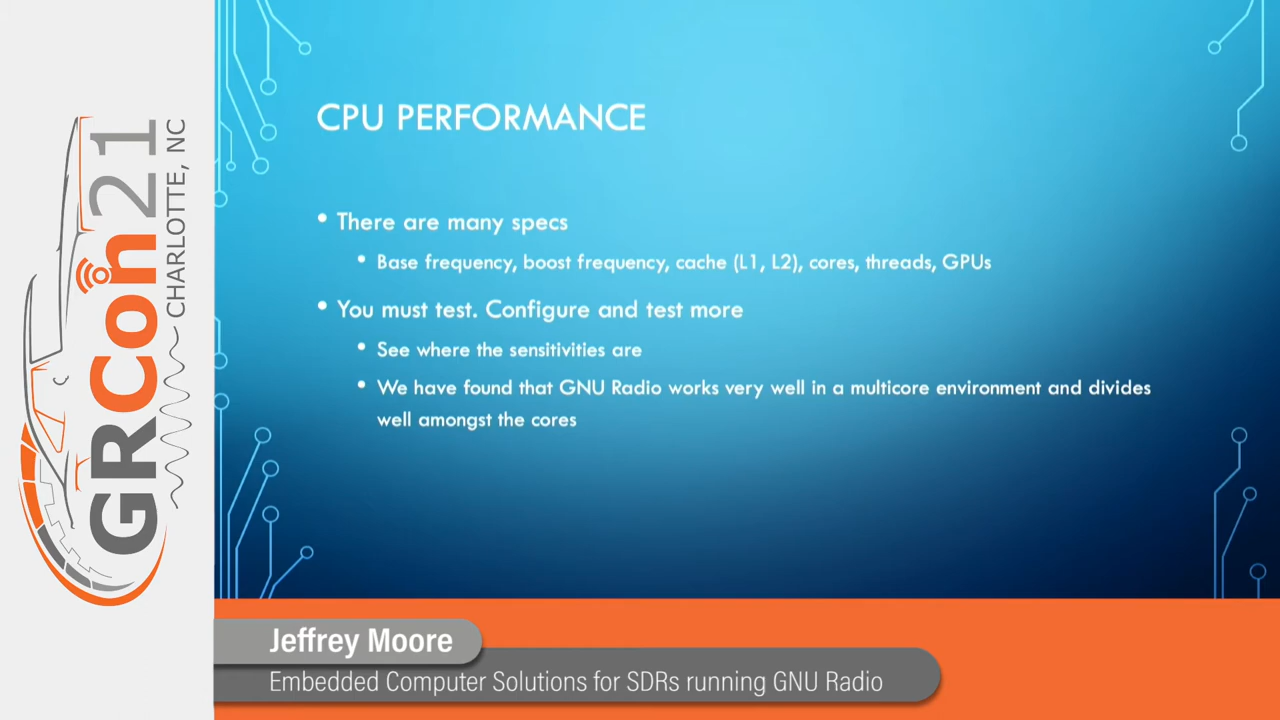 GRCon21
CHARLOTTE, NC
CPU PERFORMANCE
• There are many specs
• Base frequency, boost frequency, cache (L1, L2), cores, threads, GPUs
• You must test. Configure and test more
• See where the sensitivities are
• We have found that GNU Radio works very well in a multicore environment and divides
well amongst the cores
Jeffrey Moore
Embedded Computer Solutions for SDRs running GNU Radio